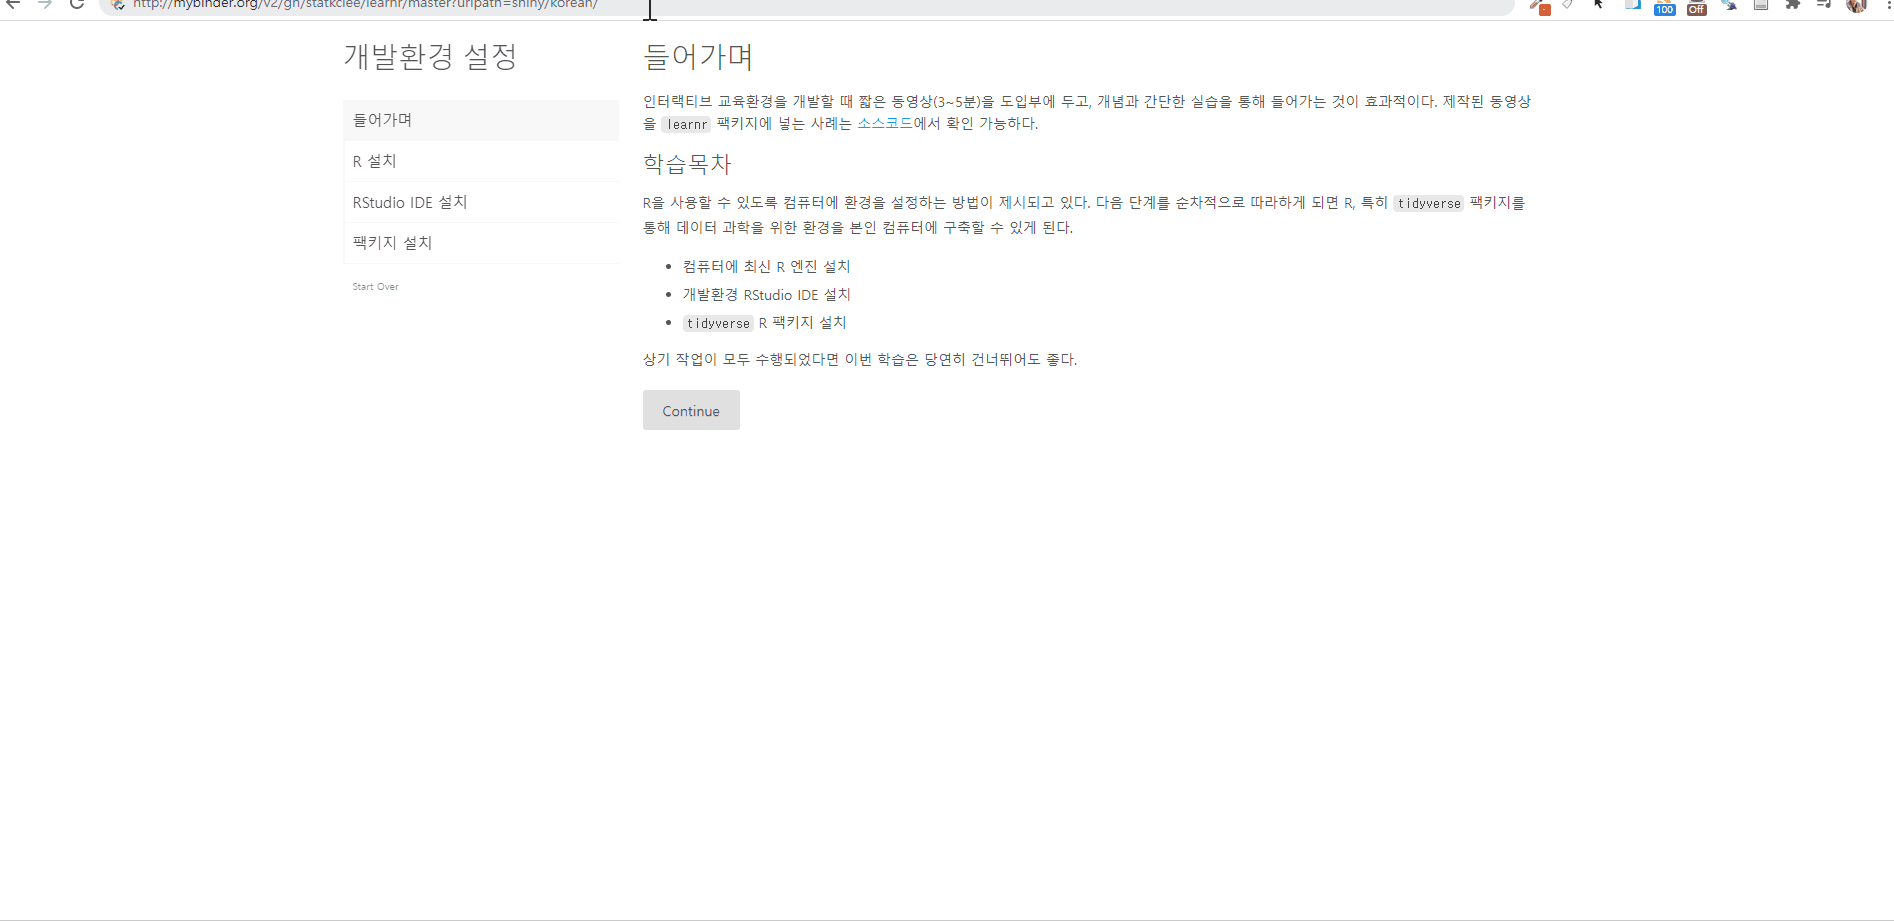 http://mybinder.org/v2/gh/statkclee/learnr/master?urlpath=shiny/korean/
100
Off
개발환경 설정
들어가며
R 설치
RStudio IDE 설치
팩키지 설치
Start Over
들어가며
인터랙티브 교육환경을 개발할 때 짧은 동영상(3~5분)을 도입부에 두고, 개념과 간단한 실습을 통해 들어가는 것이 효과적이다. 제작된 동영상
을 learnr 팩키지에 넣는 사례는 소스코드에서 확인 가능하다.
학습목차
R을 사용할 수 있도록 컴퓨터에 환경을 설정하는 방법이 제시되고 있다. 다음 단계를 순차적으로 따라하게 되면 R, 특히 tidyverse 팩키지를
통해 데이터 과학을 위한 환경을 본인 컴퓨터에 구축할 수 있게 된다.
컴퓨터에 최신 R 엔진 설치
개발환경 RStudio IDE 설치
tidyverse R 팩키지 설치
상기 작업이 모두 수행되었다면 이번 학습은 당연히 건너뛰어도 좋다.
Continue